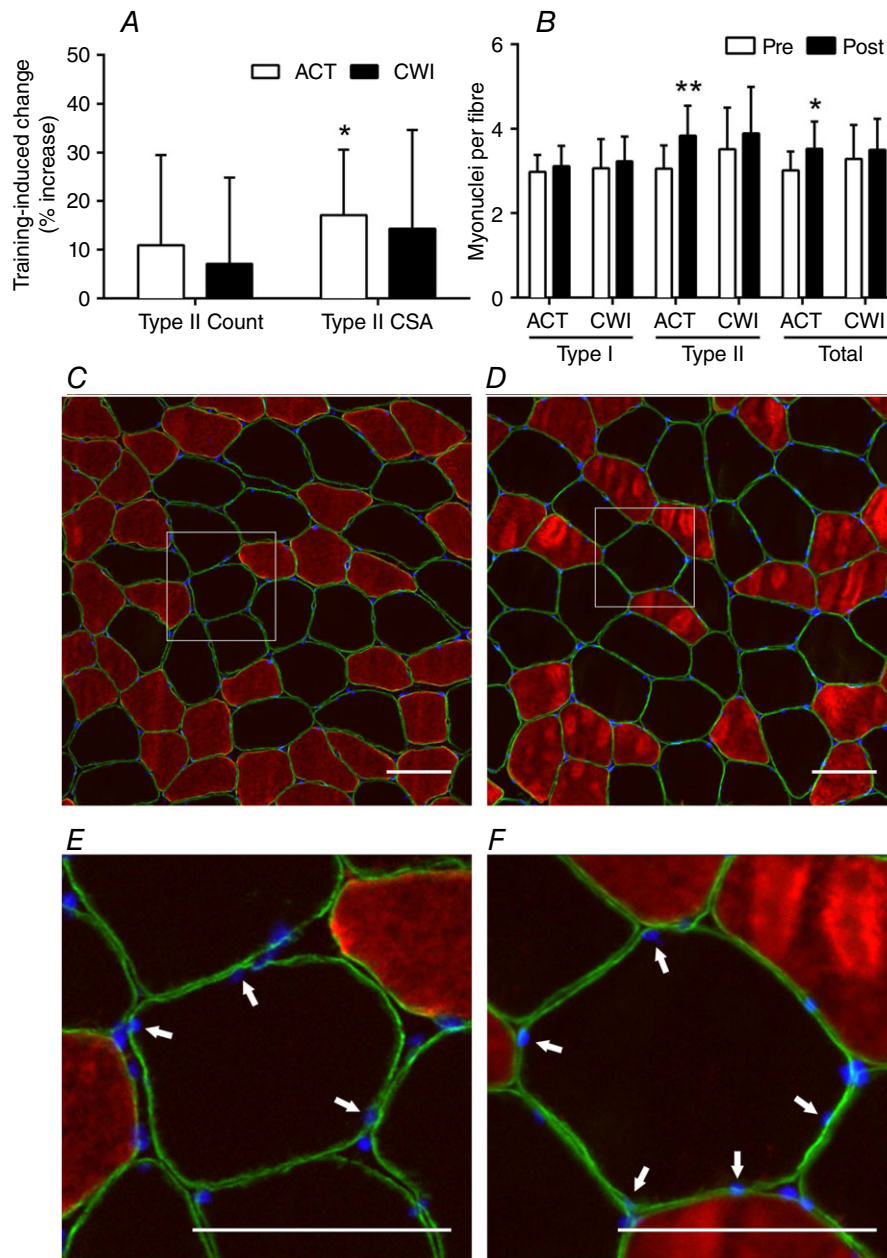 A
Training-induced change
(% increase)
50
40
30
20
10
0
ACT CWI
*
Type II Count Type II CSA
B
Myonuclei per fibre
6
4
2
0
Pre Post
** *
ACT CWI ACT CWI ACT CWI
Type I Type II Total
C
D
E
F